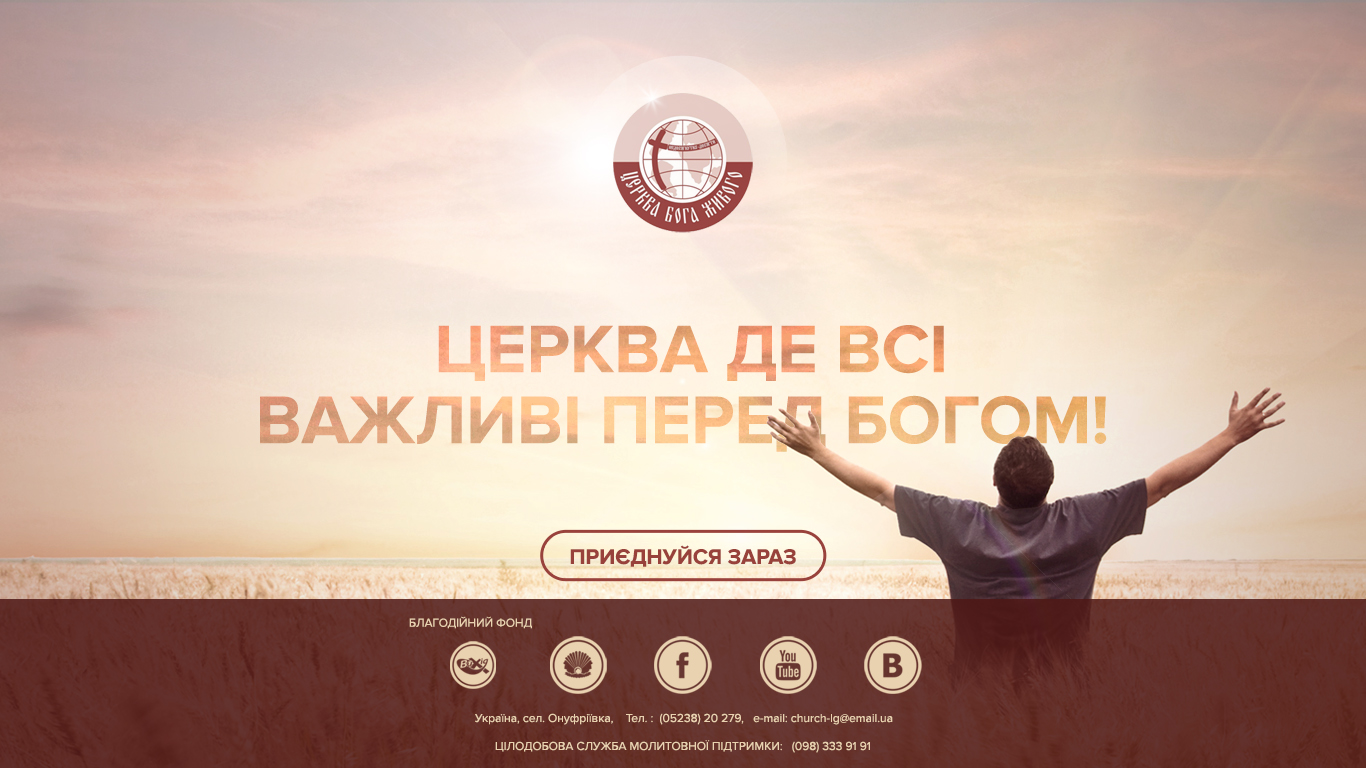 ЦЕРКВА БОГА ЖИВОГО
ЦЕРКВА ДЕ ВСІ
ВАЖЛИВІ ПЕРЕД БОГОМ!
ПРИЄДНУЙСЯ ЗАРАЗ
БЛАГОДІЙНИЙ ФОНД
f
You
Tube
B
Україна, сел. Онуфріївка, Тел. : (05238) 20 279, e-mail: church-lg@email.ua
ЦІЛОДОБОВА СЛУЖБА МОЛИТОВНОЇ ПІДТРИМКИ: (098) 333 91 91